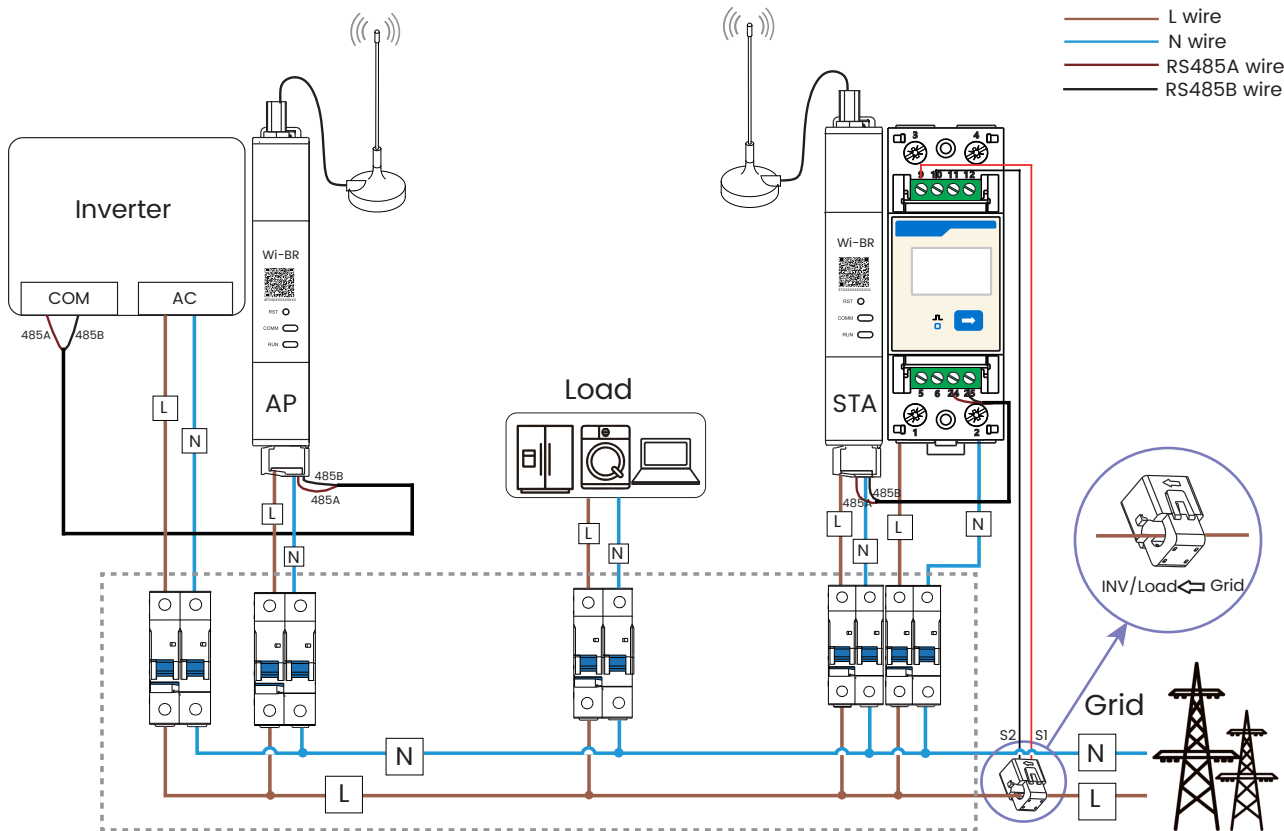 L wire
N wire
RS485A wire
RS485B wire
Inverter
COM
AC
485A
485B
L
N
Wi-BR
RST
COMM
RUN
AP
485B
485A
L
N
Load
L
N
Wi-BR
RST
COMM
RUN
STA
485A
485B
L
N
3
4
9
10
11
12
5
6
24
25
1
2
L
N
INV/Load
Grid
Grid
S2
S1
N
N
L
L